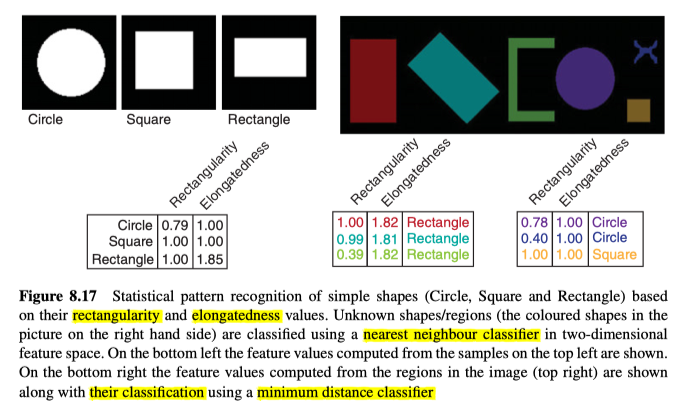 Circle
Square
Rectangle
Rectangularity
Elongatedness
Circle 0.79 1.00
Square 1.00 1.00
Rectangle 1.00 1.85
Rectangularity
Elongatedness
1.00 1.82 Rectangle
0.99 1.81 Rectangle
0.39 1.82 Rectangle
Rectangularity
Elongatedness
0.78 1.00 Circle
0.40 1.00 Circle
1.00 1.00 Square
Figure 8.17 Statistical pattern recognition of simple shapes (Circle, Square and Rectangle) based
on their rectangularity and elongatedness values. Unknown shapes/regions (the coloured shapes in the
picture on the right hand side) are classified using a nearest neighbour classifier in two-dimensional
feature space. On the bottom left the feature values computed from the samples on the top left are shown.
On the bottom right the feature values computed from the regions in the image (top right) are shown
along with their classification using a minimum distance classifier